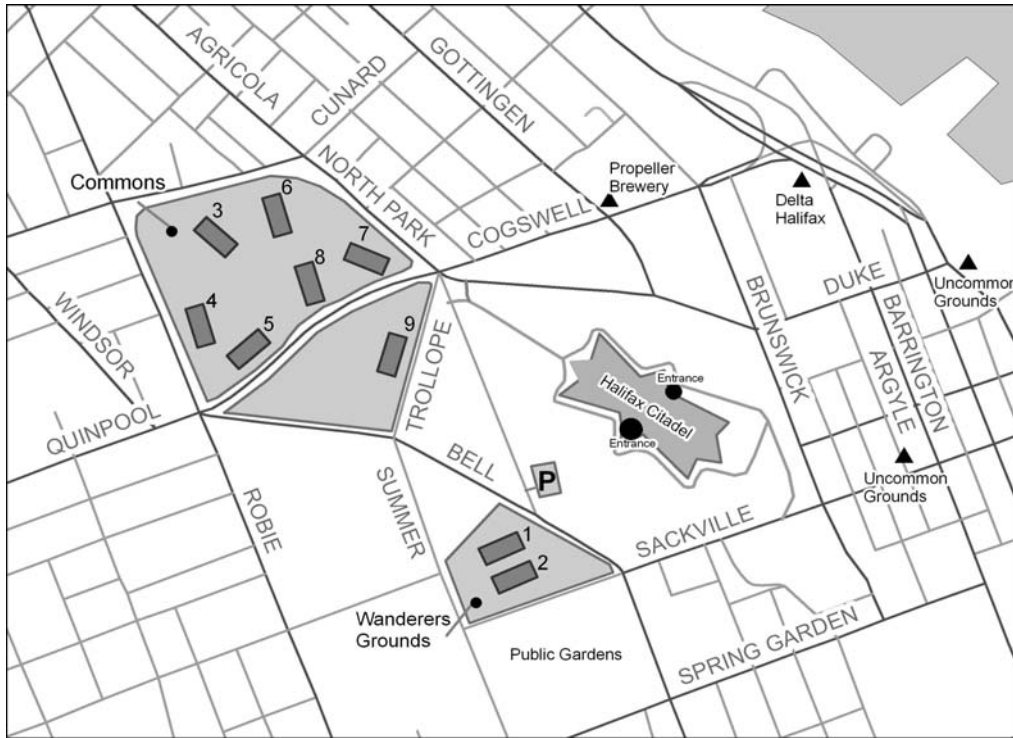 AGRICOLA
CUNARD
GOTTINGEN
NORTH PARK
Commons
6
3
7
8
4
5
9
Propeller
Brewery
COGSWELL
Delta
Halifax
DUKE
Uncommon
Grounds
BRUNSWICK
BARRINGTON
ARGYLE
WINDSOR
TROLLOPE
Entrance
Halifax Citadel
Entrance
QUINPOOL
BELL
P
Uncommon
Grounds
ROBIE
SUMMER
SACKVILLE
1
2
Wanderers
Grounds
Public Gardens
SPRING GARDEN